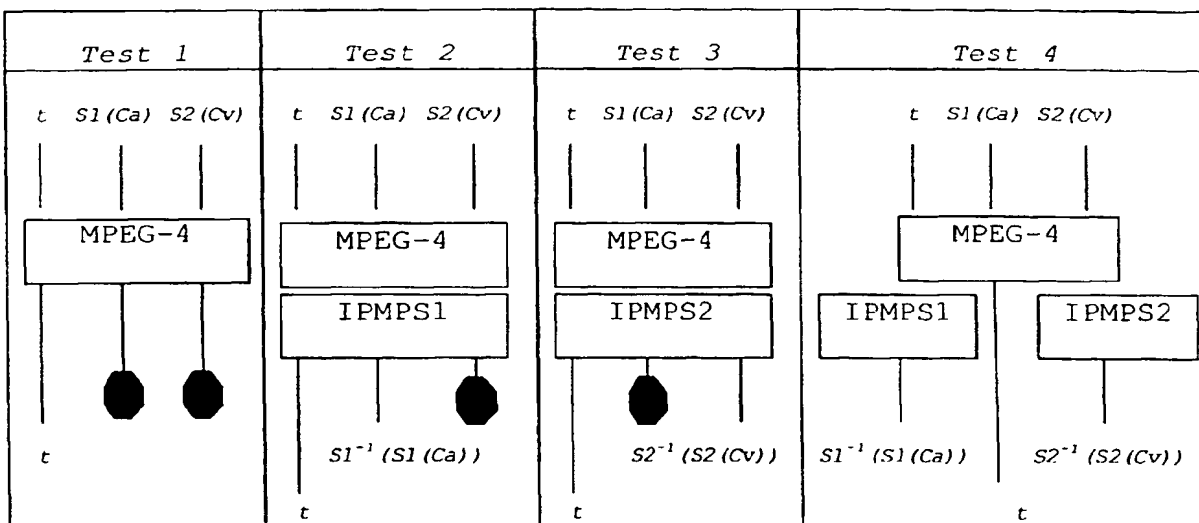 Test 1 Test 2 Test 3 Test 4
t S1(Ca) S2(Cv) t S1(Ca) S2(Cv) t S1(Ca) S2(Cv) t S1(Ca) S2(Cv)
MPEG-4 MPEG-4 MPEG-4 MPEG-4
IPMPS1 IPMPS2 IPMPS1 IPMPS2
t S1⁻¹(S1(Ca)) S2⁻¹(S2(Cv)) S1⁻¹(S1(Ca)) S2⁻¹(S2(Cv))
t t t